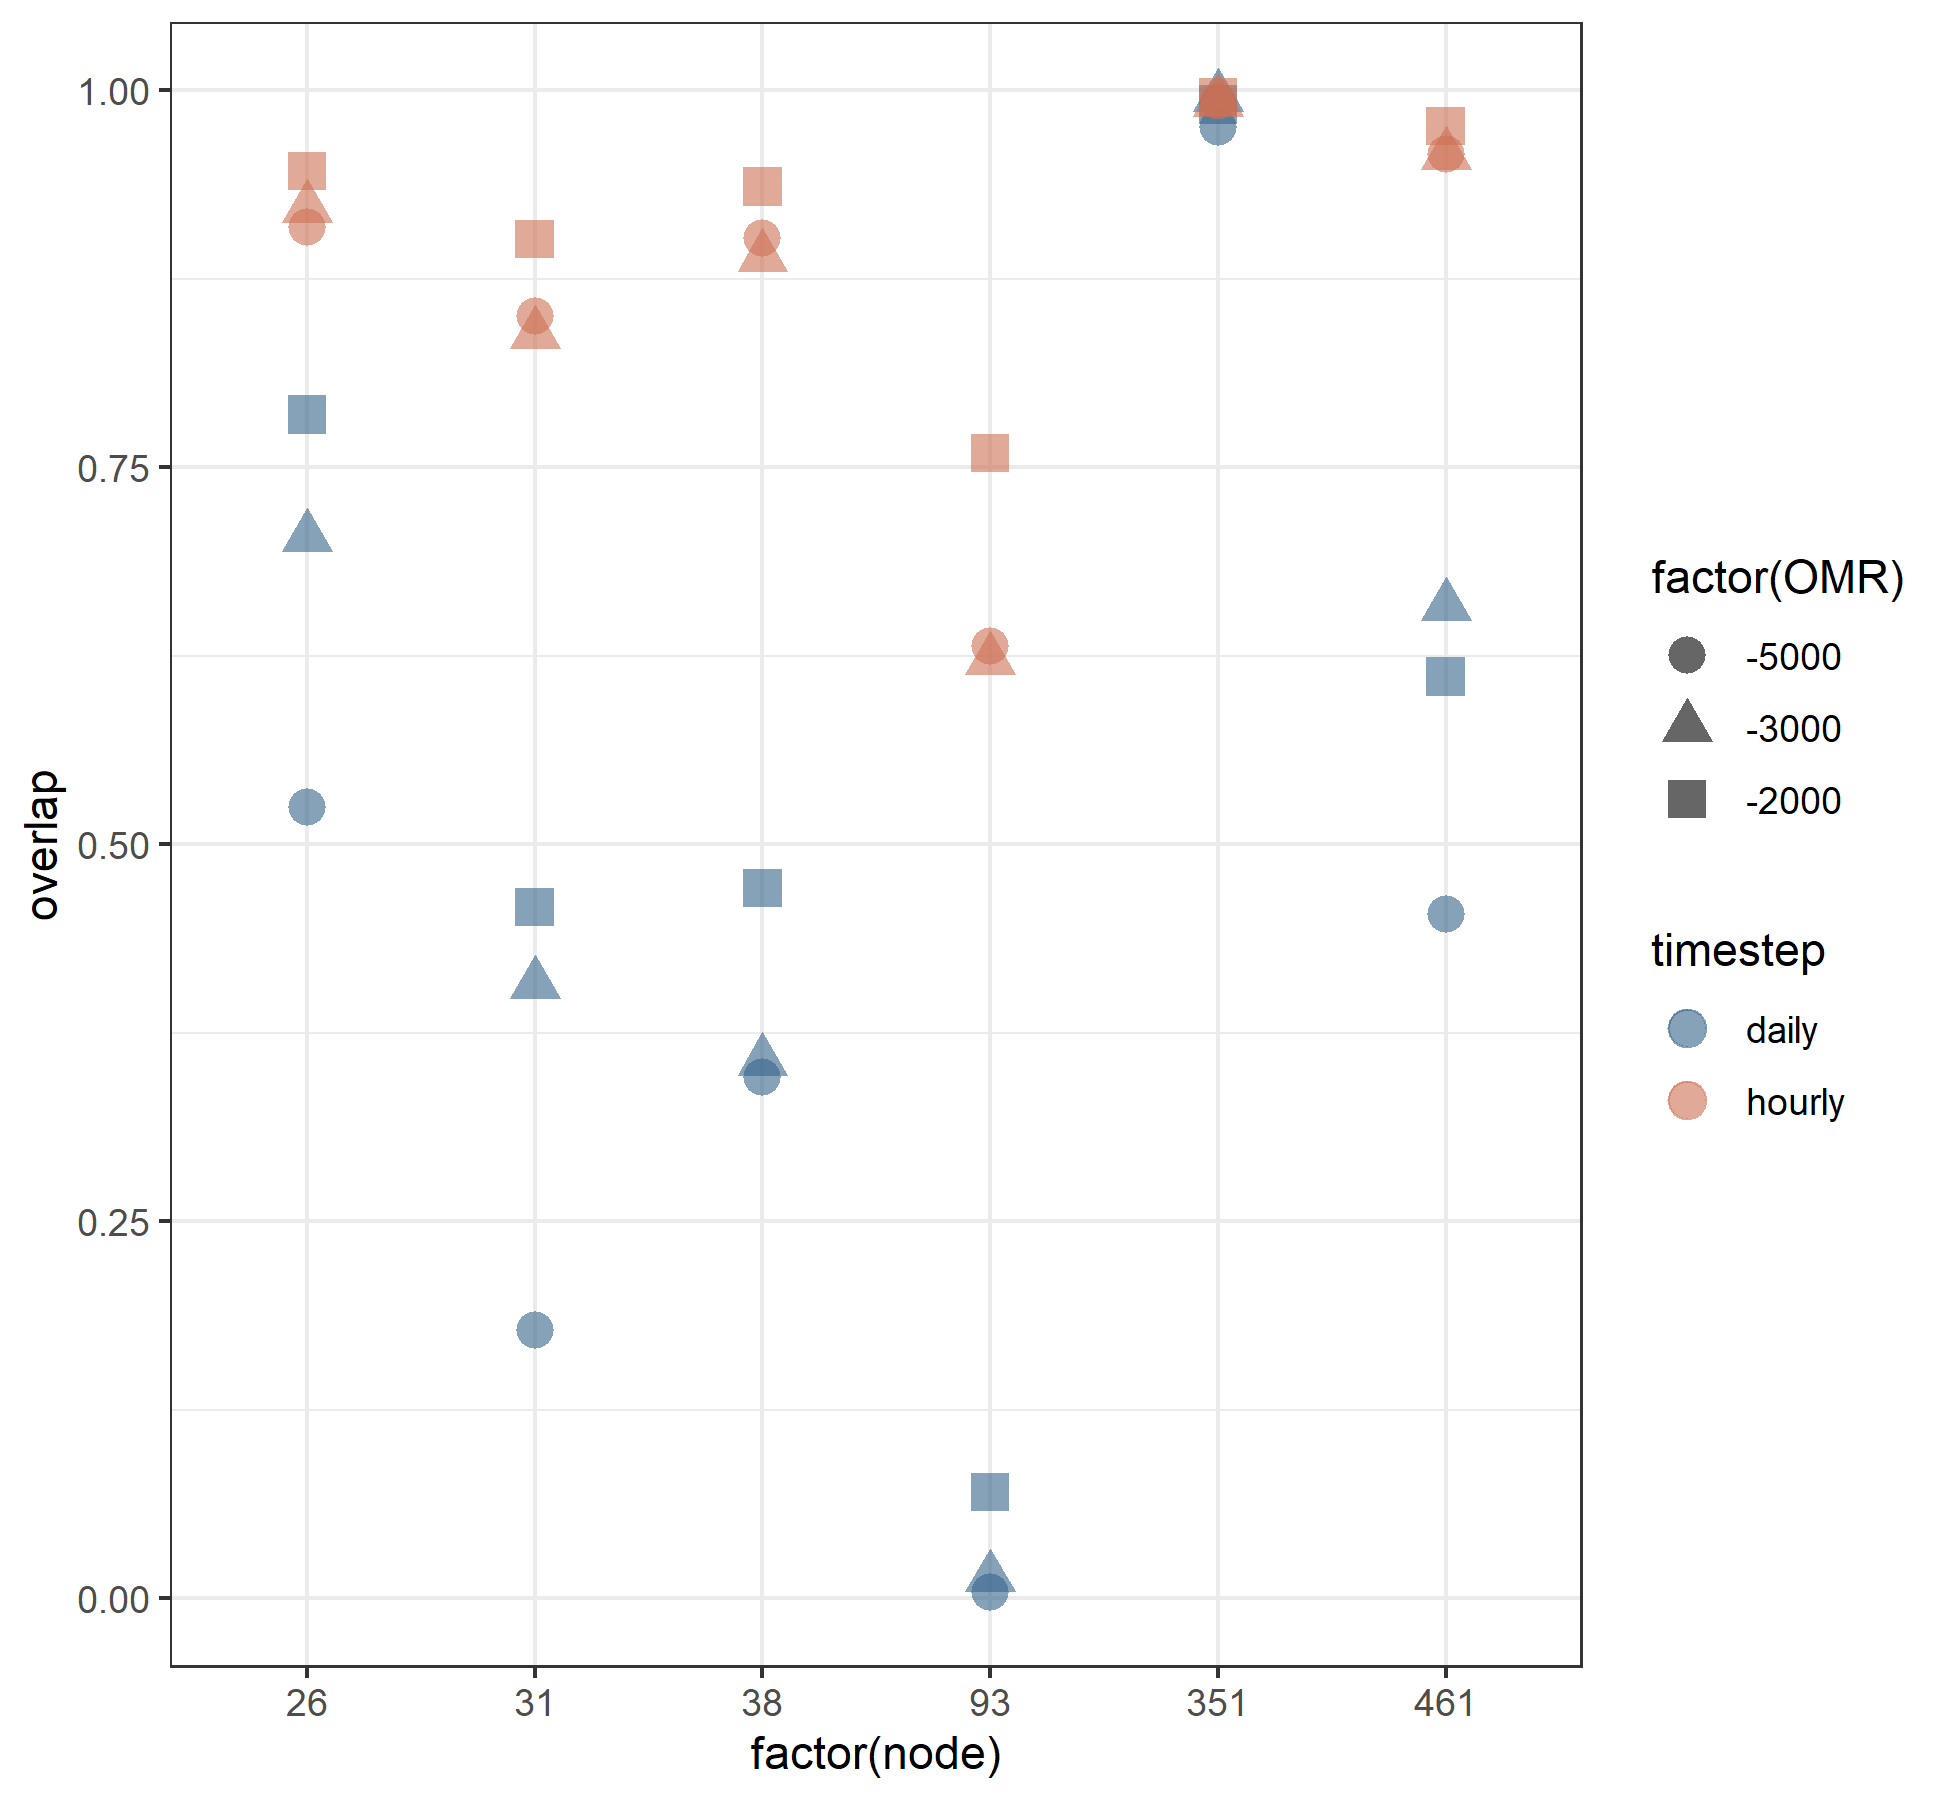 1.00
0.75
0.50
0.25
0.00
overlap
26 31 38 93 351 461
factor(node)
factor(OMR)
-5000
-3000
-2000
timestep
daily
hourly